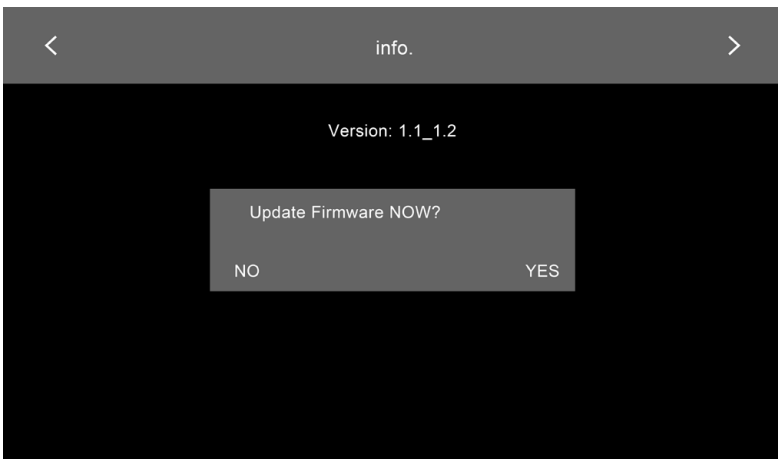 info.
Version: 1.1_1.2
Update Firmware NOW?
NO YES